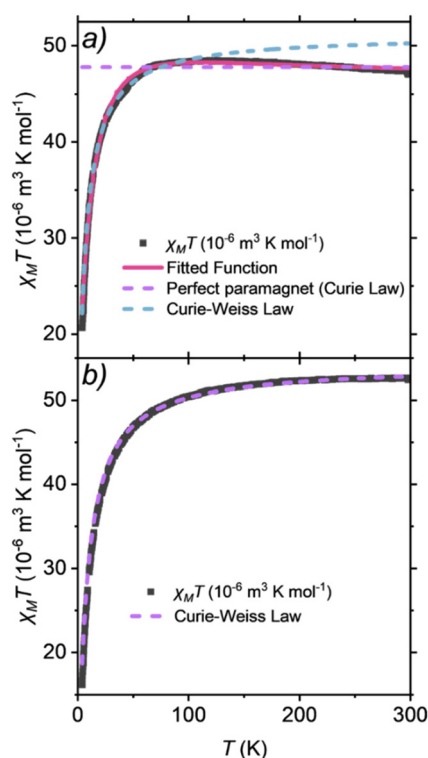 a)
50
40
30
20
χMT (10⁻⁶ m³ K mol⁻¹)
χMT (10⁻⁶ m³ K mol⁻¹)
Fitted Function
Perfect paramagnet (Curie Law)
Curie-Weiss Law
b)
50
40
30
20
χMT (10⁻⁶ m³ K mol⁻¹)
χMT (10⁻⁶ m³ K mol⁻¹)
Curie-Weiss Law
0 100 200 300
T (K)